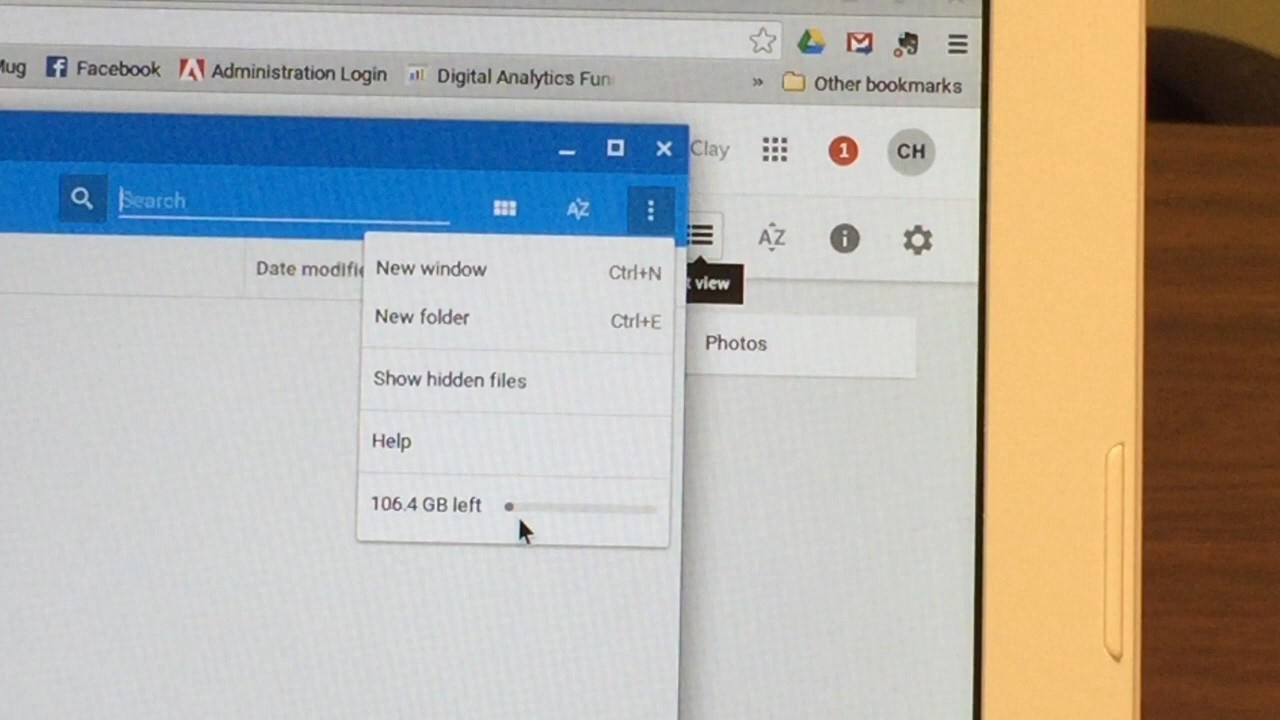 Mug Facebook Administration Login Digital Analytics Fun » Other bookmarks
Clay 1 CH
Search AZ
AZ
Date modifie
New window Ctrl+N
view
New folder Ctrl+E
Photos
Show hidden files
Help
106.4 GB left